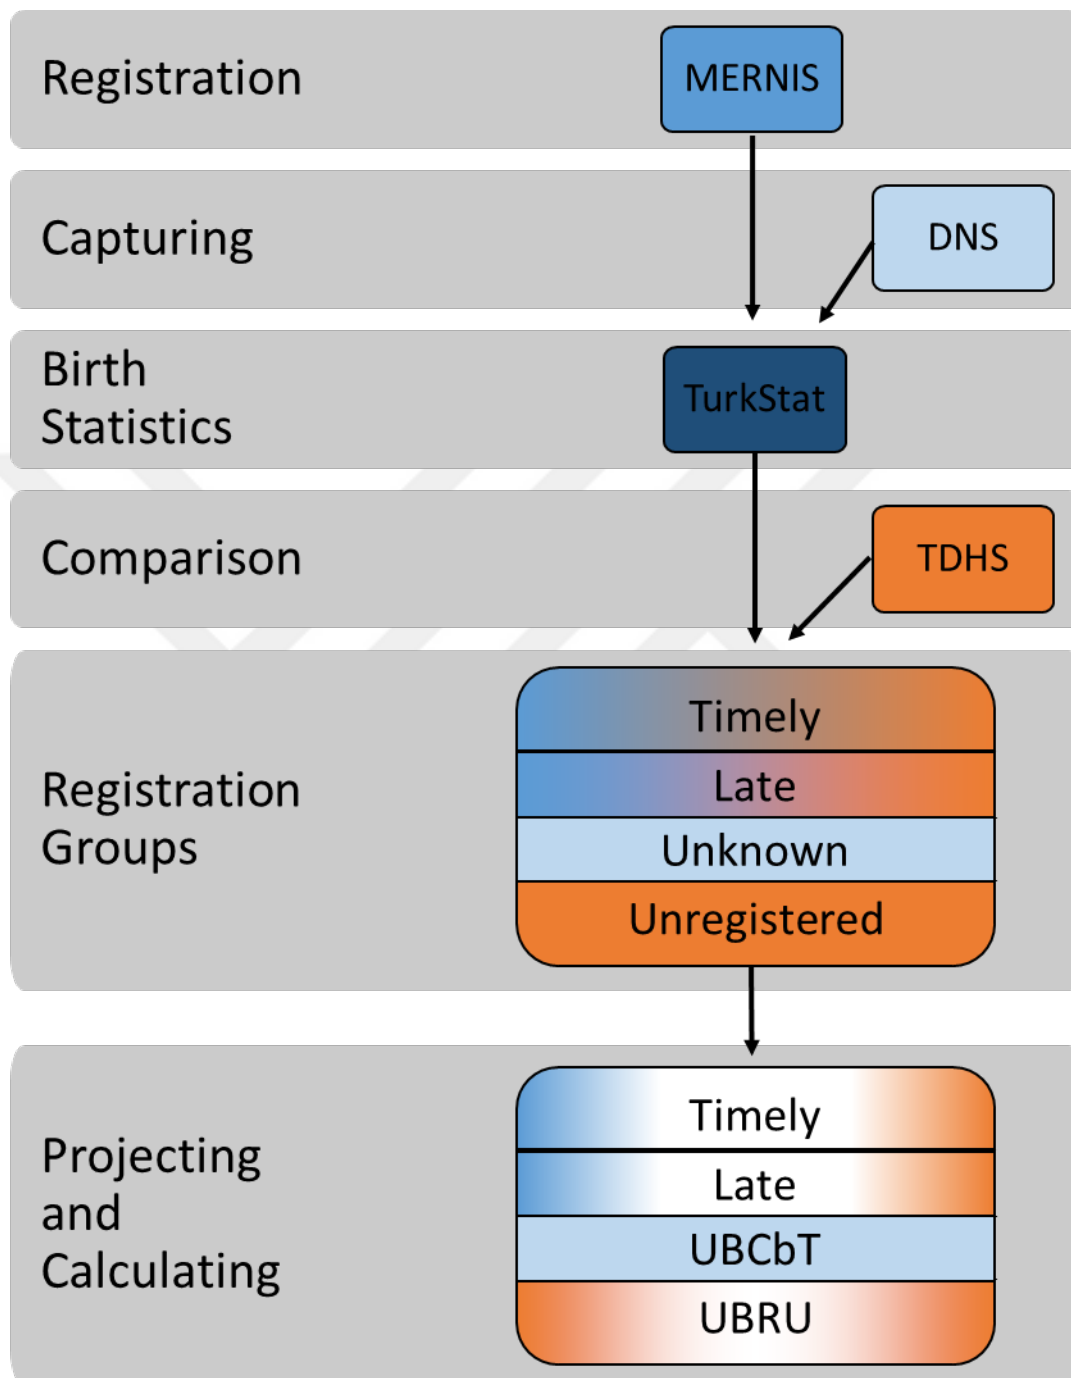 Registration
MERNIS
Capturing
DNS
Birth
Statistics
TurkStat
Comparison
TDHS
Registration
Groups
Timely
Late
Unknown
Unregistered
Projecting
and
Calculating
Timely
Late
UBCbT
UBRU